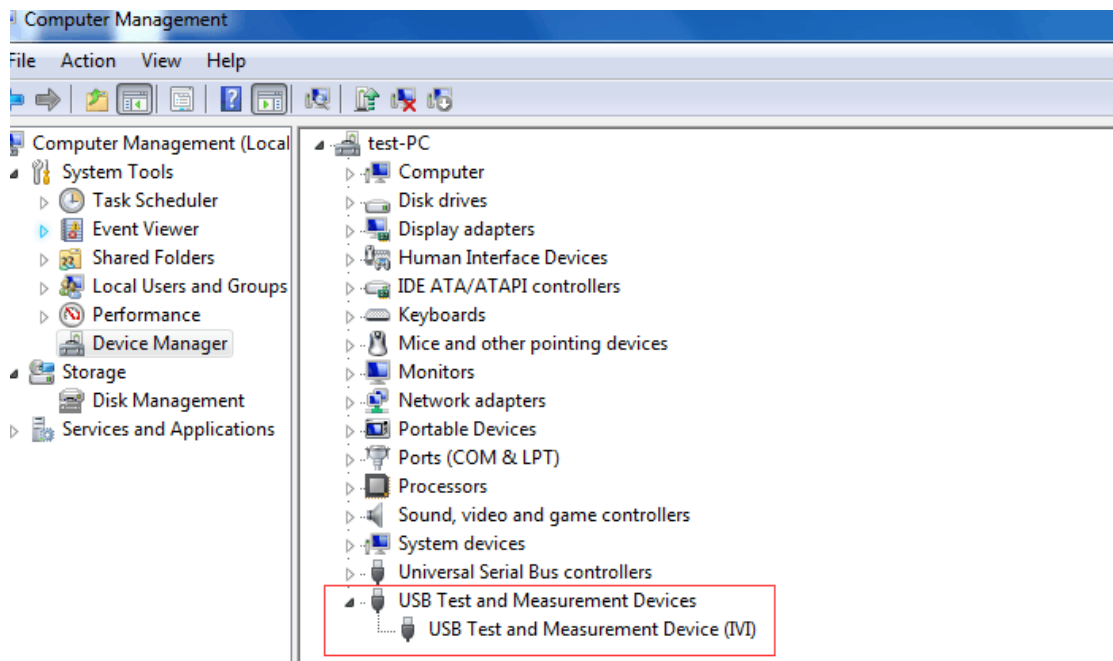 Computer Management
File Action View Help
Computer Management (Local
System Tools
Task Scheduler
Event Viewer
Shared Folders
Local Users and Groups
Performance
Device Manager
Storage
Disk Management
Services and Applications
test-PC
Computer
Disk drives
Display adapters
Human Interface Devices
IDE ATA/ATAPI controllers
Keyboards
Mice and other pointing devices
Monitors
Network adapters
Portable Devices
Ports (COM & LPT)
Processors
Sound, video and game controllers
System devices
Universal Serial Bus controllers
USB Test and Measurement Devices
USB Test and Measurement Device (IVI)